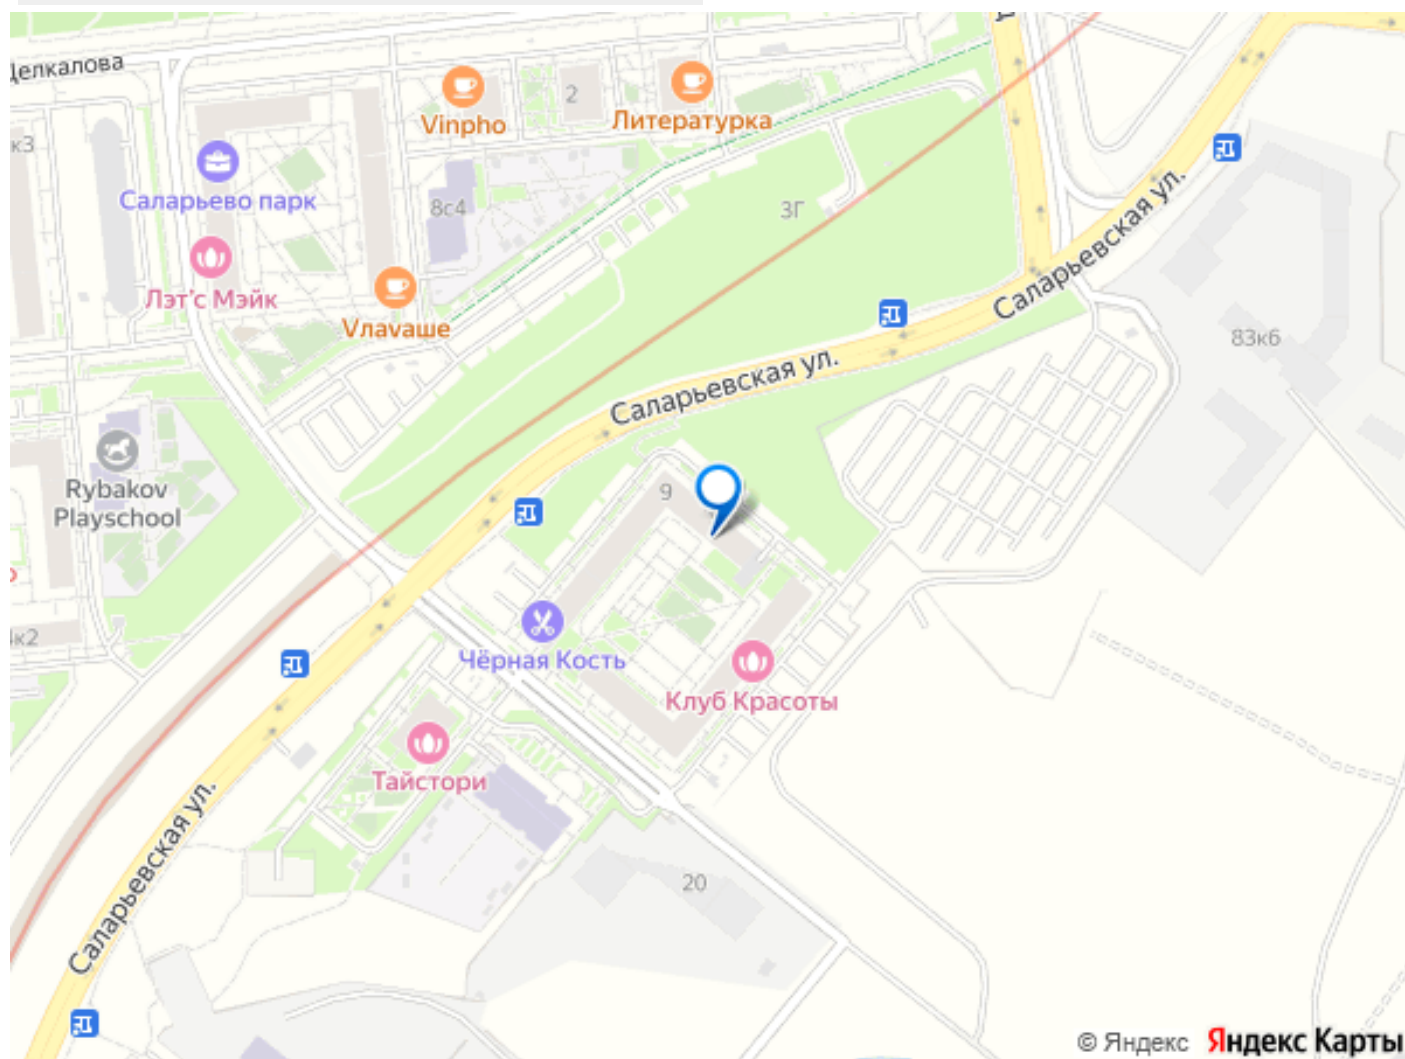 Щелкалова
Vinpho
2
Литературка
к3
Саларьево парк
8с4
3Г
Саларьевская ул.
Лэт'с Мэйк
Vлаvаше
83к6
Саларьевская ул.
Rybakov
Playschool
9
к2
Чёрная Кость
Клуб Красоты
Тайстори
Саларьевская ул.
20
© Яндекс Яндекс Карты